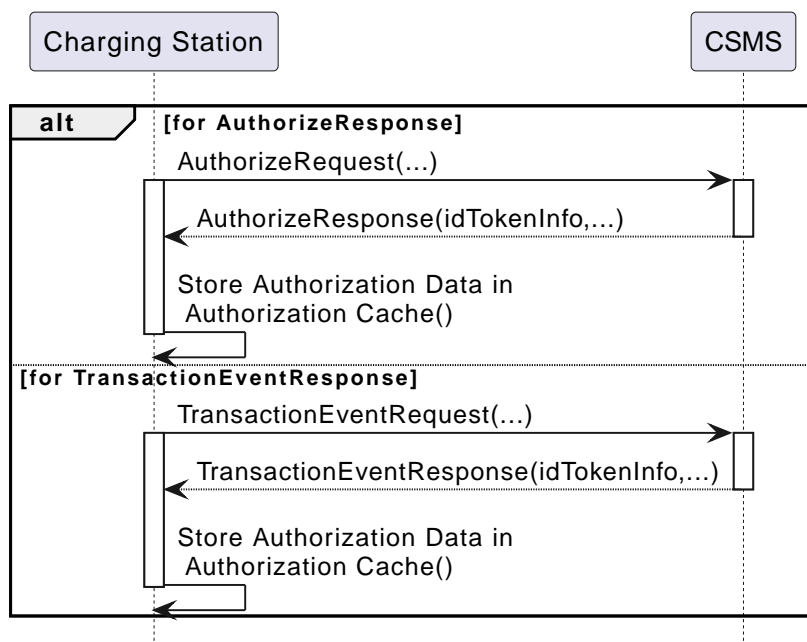 Charging Station
CSMS
alt
[for AuthorizeResponse]
AuthorizeRequest(...)
AuthorizeResponse(idTokenInfo,...)
Store Authorization Data in
Authorization Cache()
[for TransactionEventResponse]
TransactionEventRequest(...)
TransactionEventResponse(idTokenInfo,...)
Store Authorization Data in
Authorization Cache()